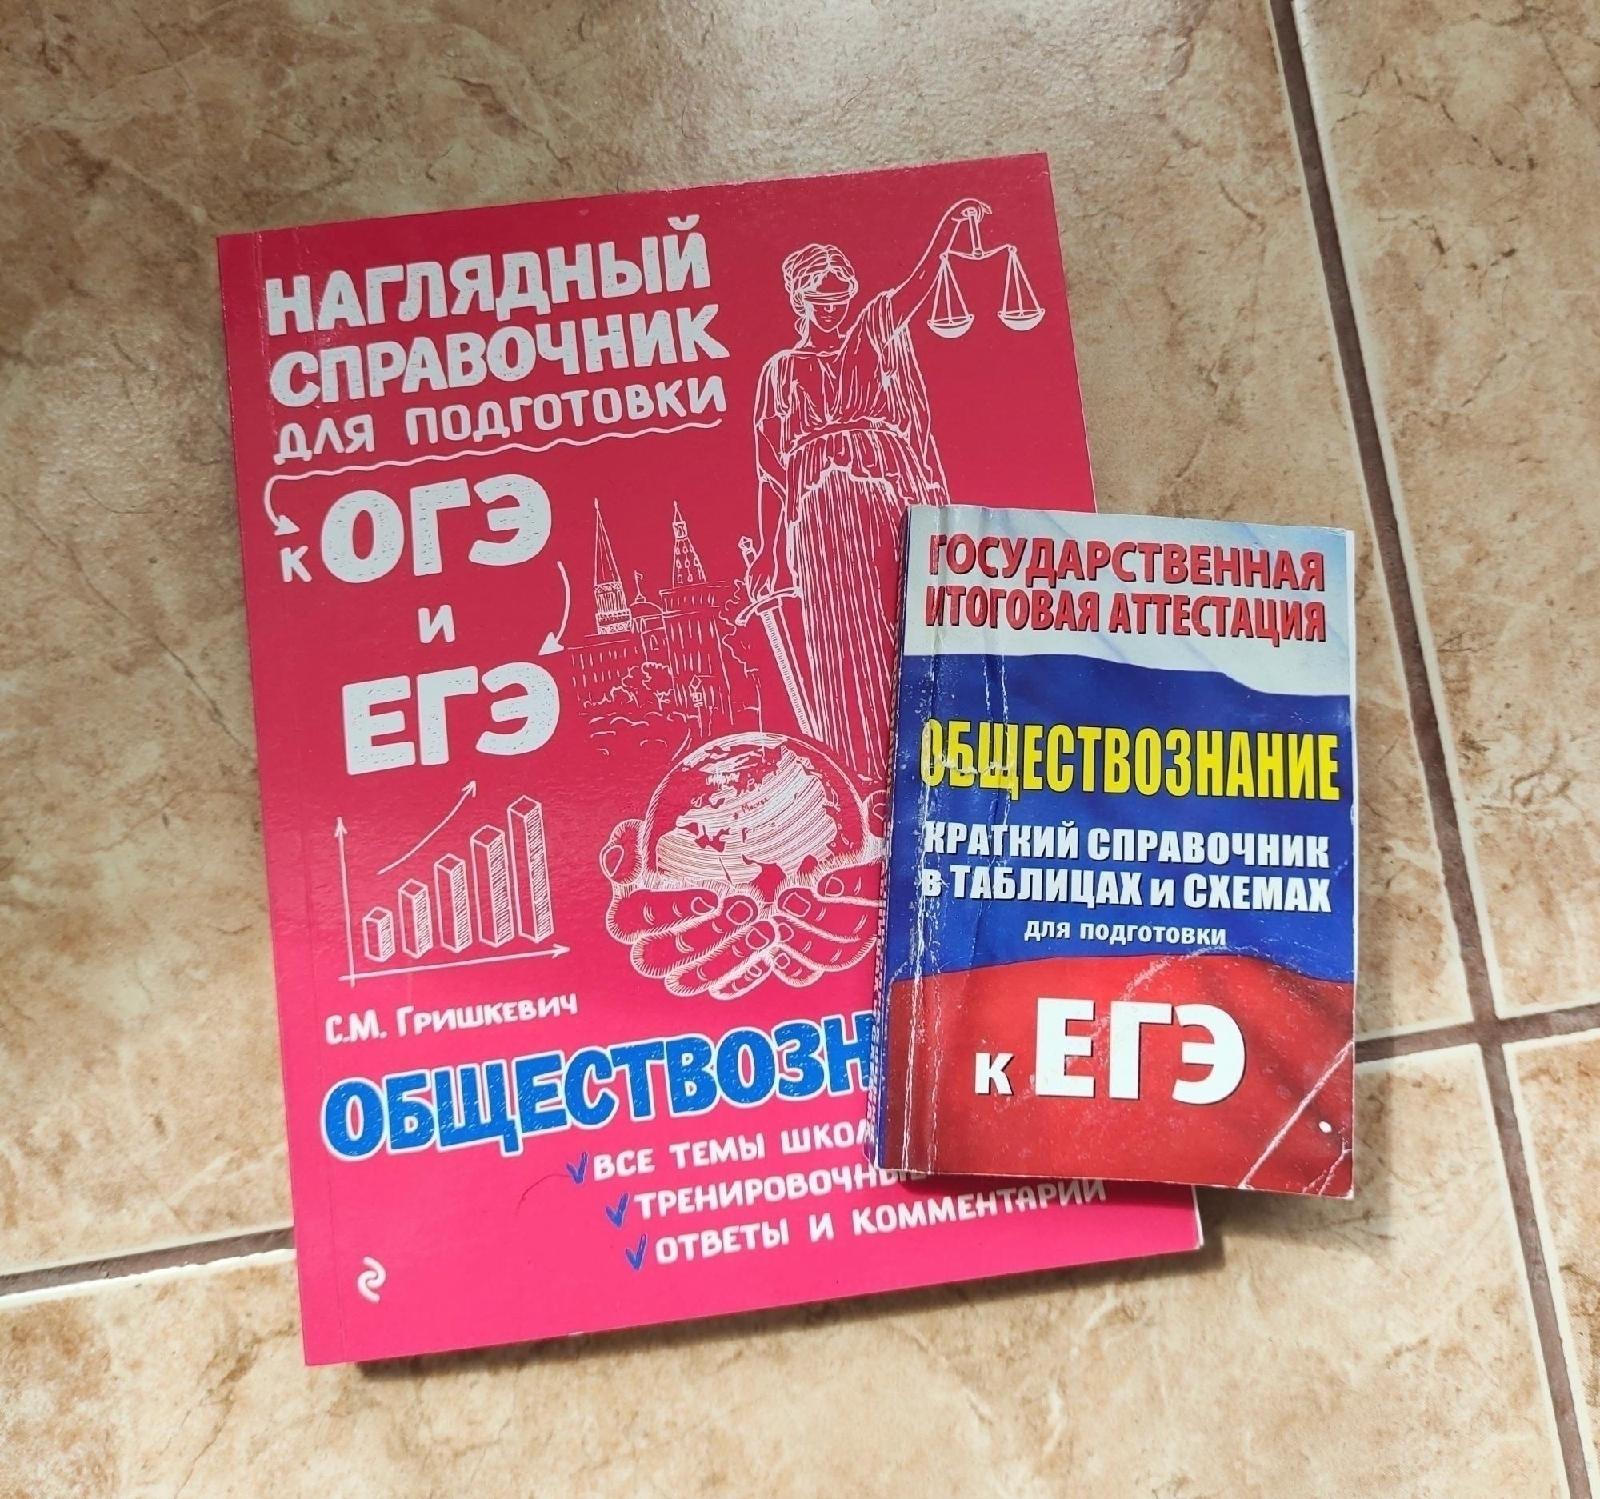 НАГЛЯДНЫЙ
СПРАВОЧНИК
ДЛЯ ПОДГОТОВКИ
К ОГЭ
И
ЕГЭ
С.М. ГРИШКЕВИЧ
ОБЩЕСТВОЗН
ВСЕ ТЕМЫ ШКОЛ
ТРЕНИРОВОЧНЫЕ
ОТВЕТЫ И КОММЕНТАРИИ
ГОСУДАРСТВЕННАЯ
ИТОГОВАЯ АТТЕСТАЦИЯ
ОБЩЕСТВОЗНАНИЕ
КРАТКИЙ СПРАВОЧНИК
В ТАБЛИЦАХ И СХЕМАХ
для подготовки
к ЕГЭ